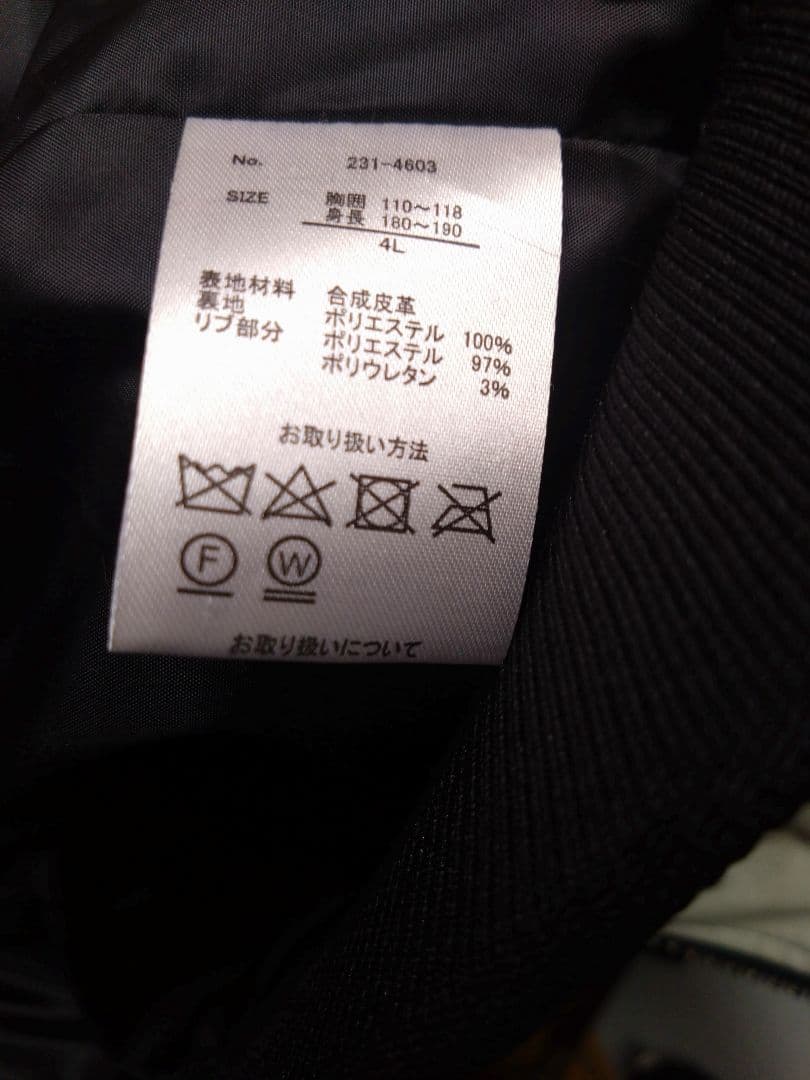 No. 231-4603
SIZE 胸囲 110～118
身長 180～190
4L
表地材料 合成皮革
裏地 ポリエステル 100%
リブ部分 ポリエステル 97%
ポリウレタン 3%
お取り扱い方法
F W
お取り扱いについて